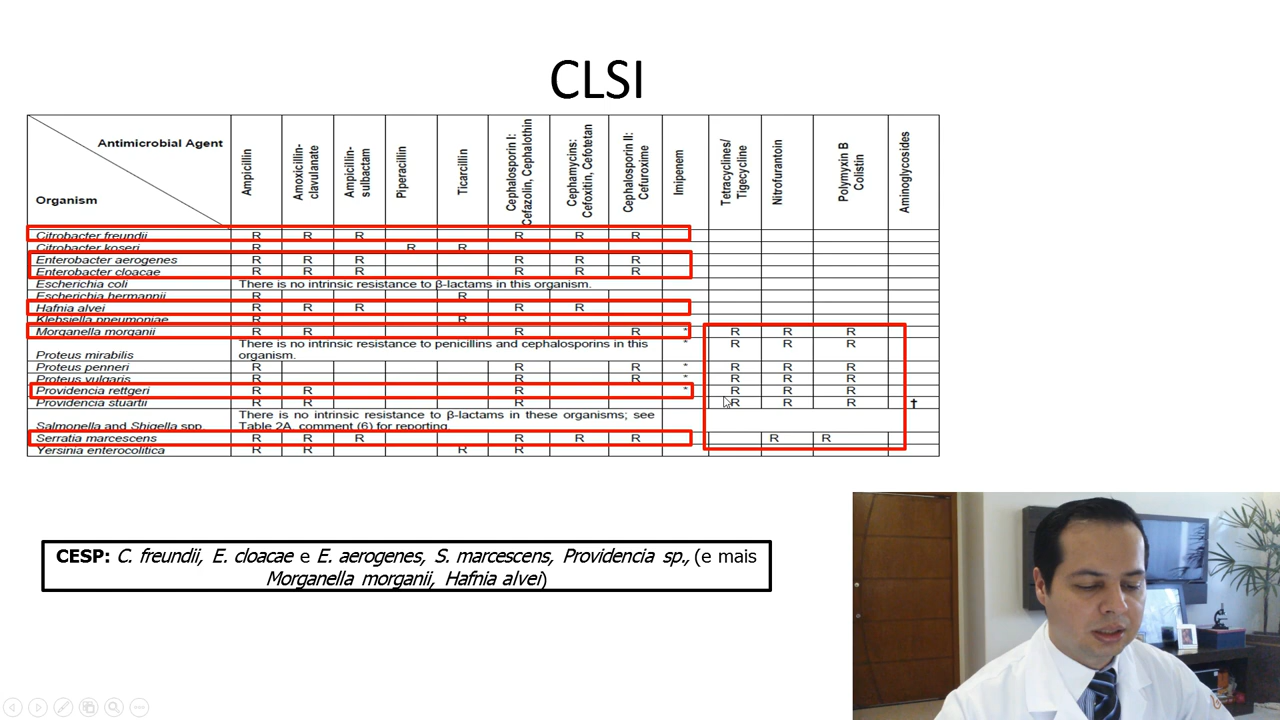 CLSI
Antimicrobial Agent
Organism
Ampicillin
Amoxicillin-
clavulanate
Ampicillin-
sulbactam
Piperacillin
Ticarcillin
Cephalosporin I:
Cefazolin, Cephalothin
Cephamycins:
Cefoxitin, Cefotetan
Cephalosporin II:
Cefuroxime
Imipenem
Tetracyclines/
Tigecycline
Nitrofurantoin
Polymyxin B
Colistin
Aminoglycosides
Citrobacter freundii R R R R R R
Citrobacter koseri R R R
Enterobacter aerogenes R R R R R R
Enterobacter cloacae R R R R R R
Escherichia coli There is no intrinsic resistance to β-lactams in this organism.
Escherichia hermannii R R
Hafnia alvei R R R R R
Klebsiella pneumoniae R R
Morganella morganii R R R R * R R R
There is no intrinsic resistance to penicillins and cephalosporins in this * R R R
Proteus mirabilis organism.
Proteus penneri R R R * R R R
Proteus vulgaris R R R * R R R
Providencia rettgeri R R R * R R R
Providencia stuartii R R R R R R †
There is no intrinsic resistance to β-lactams in these organisms; see
Salmonella and Shigella spp. Table 2A, comment (6) for reporting.
Serratia marcescens R R R R R R R R
Yersinia enterocolitica R R R R
CESP: C. freundii, E. cloacae e E. aerogenes, S. marcescens, Providencia sp., (e mais
Morganella morganii, Hafnia alvei)